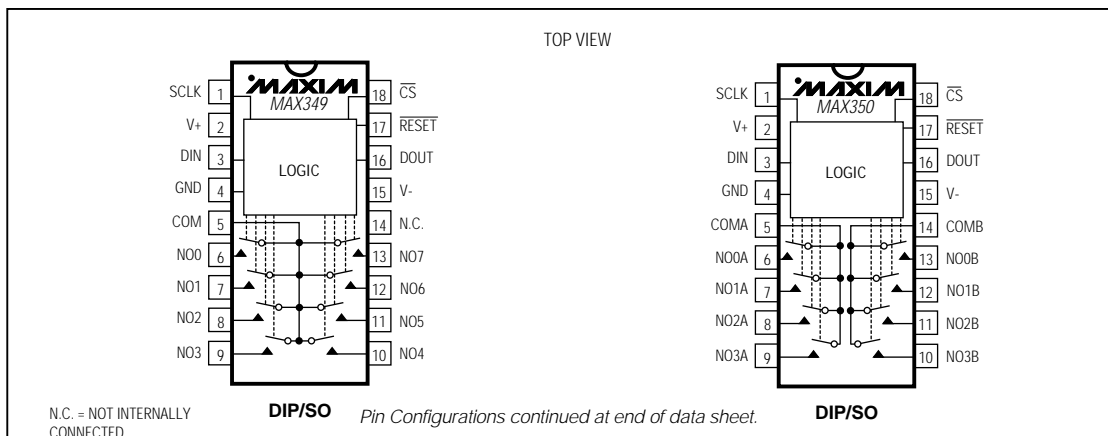 TOP VIEW
MAXIM
MAX349
SCLK 1
V+ 2
DIN 3
GND 4
COM 5
NO0 6
NO1 7
NO2 8
NO3 9
18 CS
17 RESET
16 DOUT
15 V-
14 N.C.
13 NO7
12 NO6
11 NO5
10 NO4
LOGIC
DIP/SO
MAXIM
MAX350
SCLK 1
V+ 2
DIN 3
GND 4
COMA 5
NO0A 6
NO1A 7
NO2A 8
NO3A 9
18 CS
17 RESET
16 DOUT
15 V-
14 COMB
13 NO0B
12 NO1B
11 NO2B
10 NO3B
LOGIC
DIP/SO
N.C. = NOT INTERNALLY
CONNECTED
Pin Configurations continued at end of data sheet.